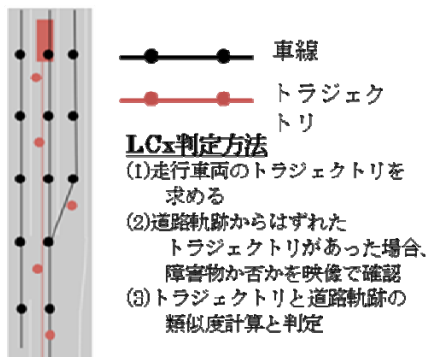 車線
トラジェク
トリ
LCx判定方法
(1)走行車両のトラジェクトリを
求める
(2)道路軌跡からはずれた
トラジェクトリがあった場合、
障害物か否かを映像で確認
(3)トラジェクトリと道路軌跡の
類似度計算と判定